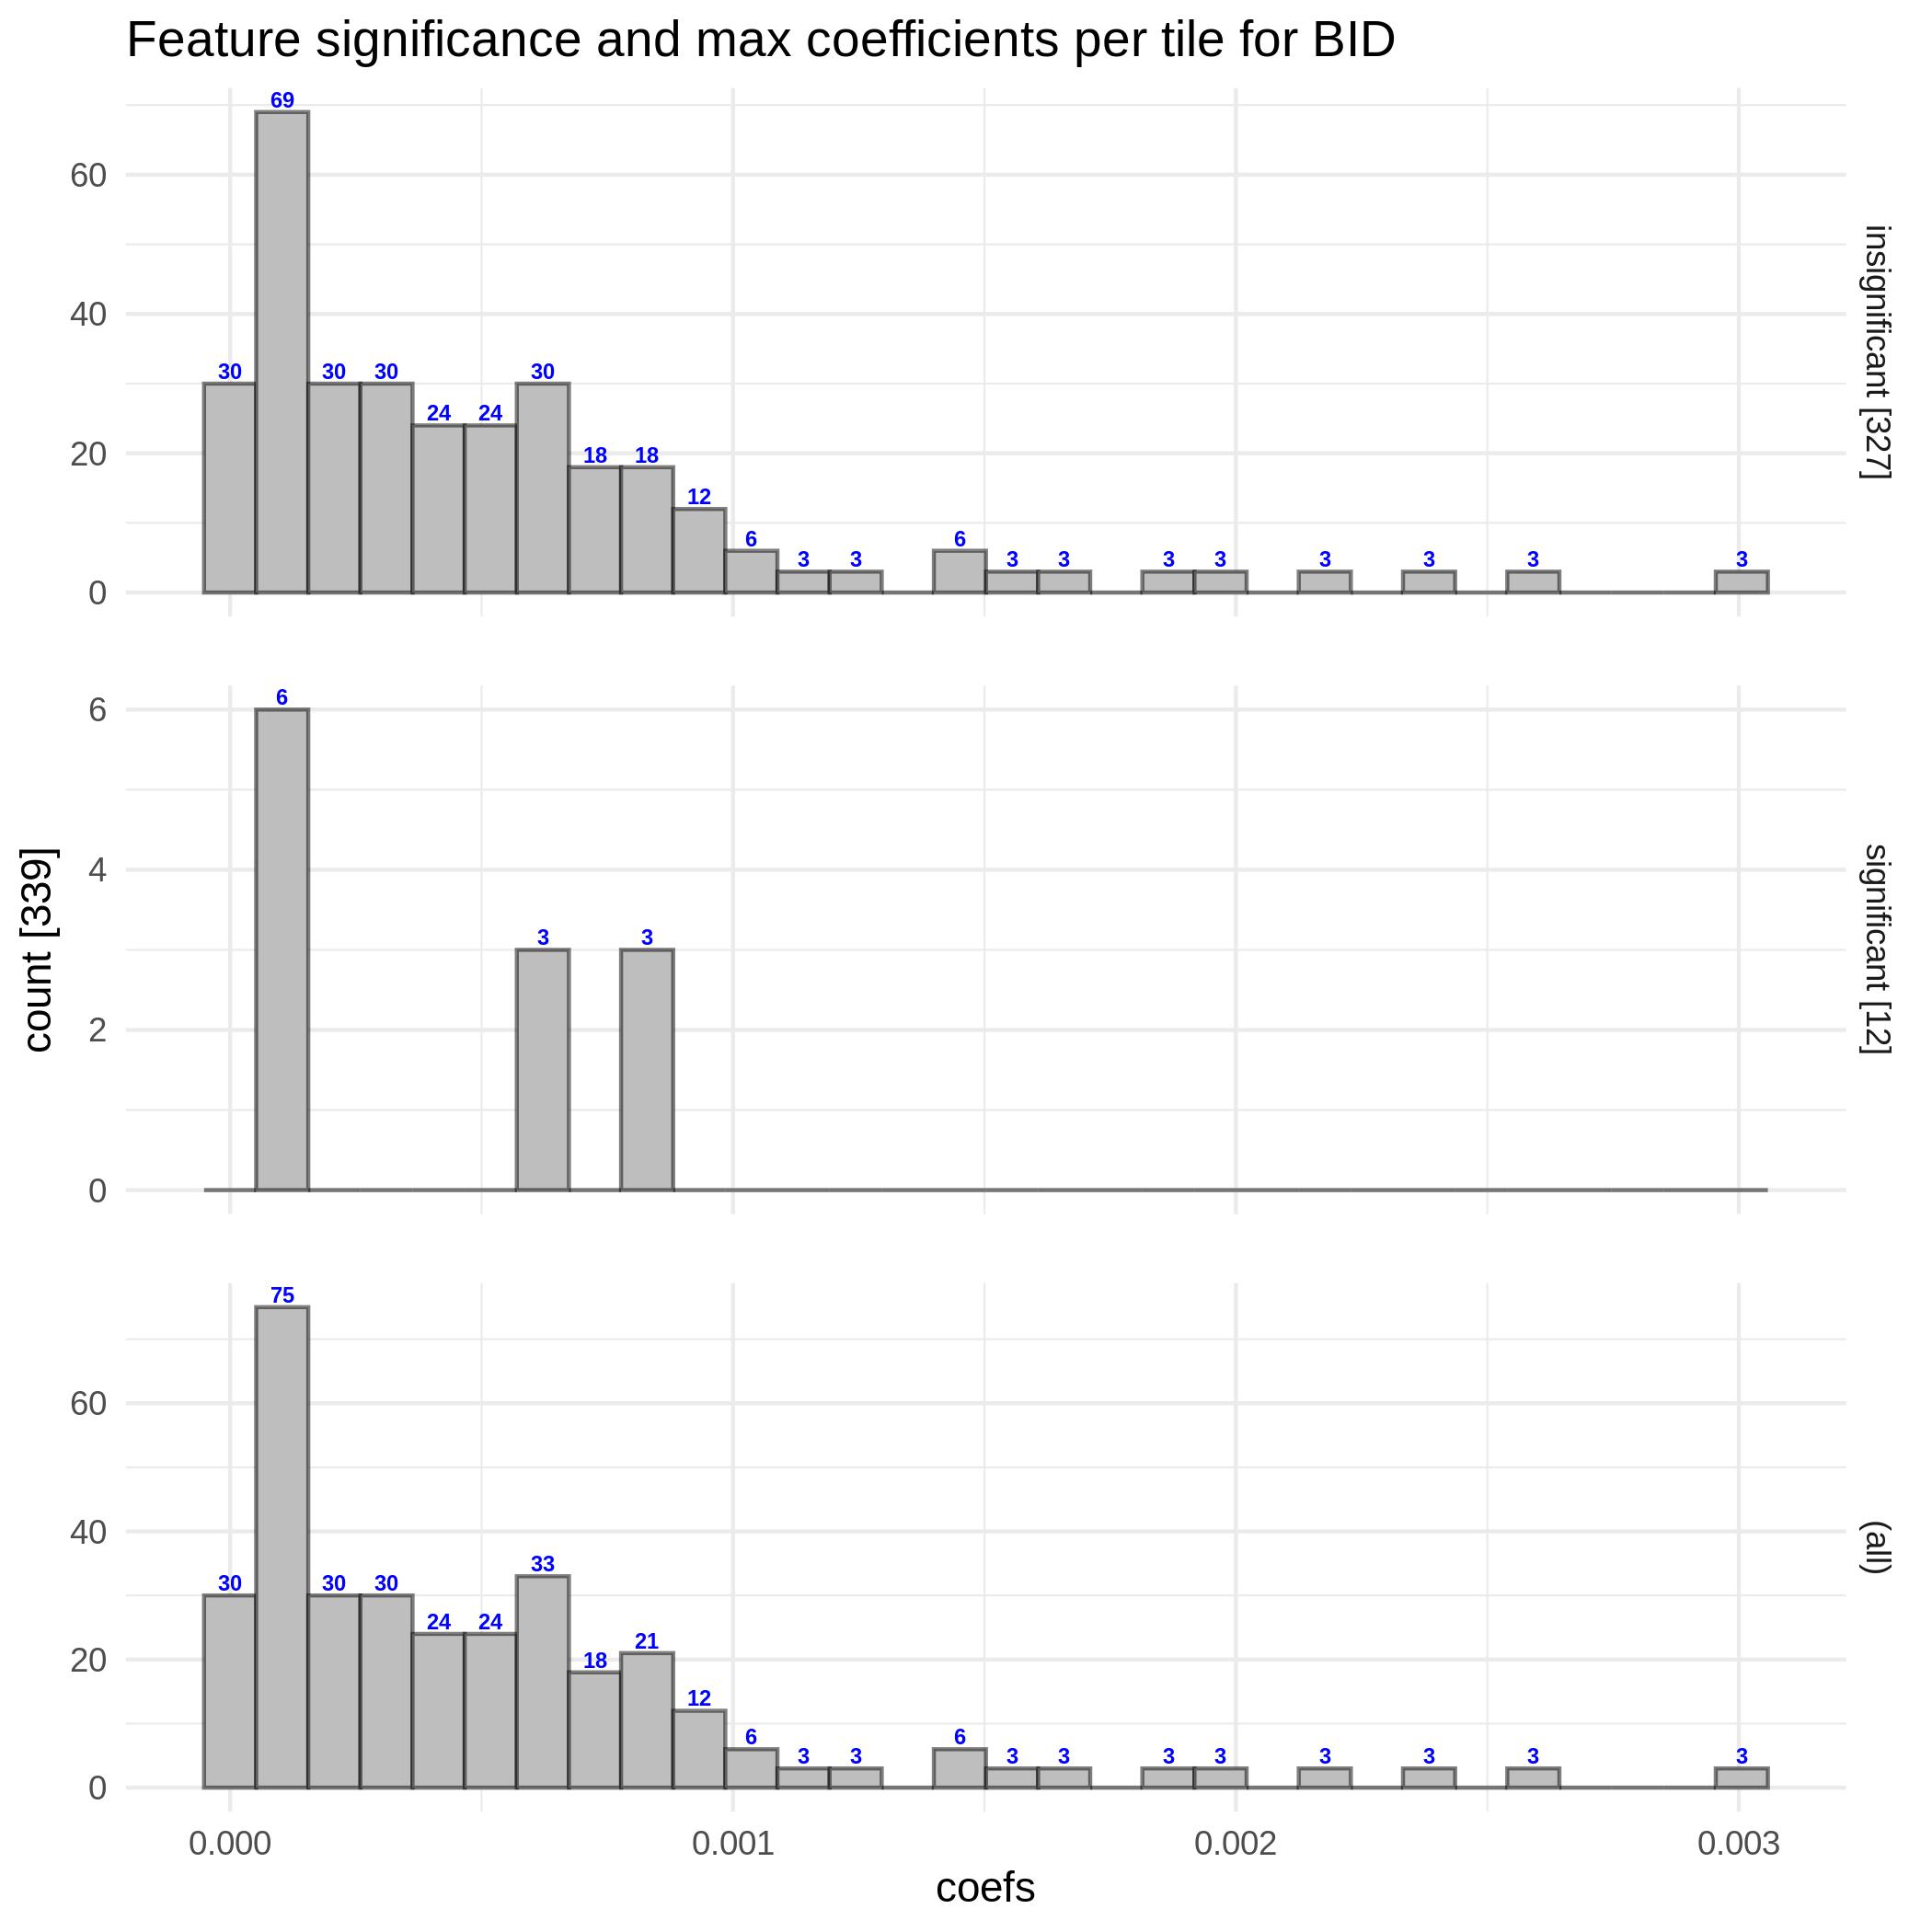 Feature significance and max coefficients per tile for BID
69
60
40
30 30 30 30
24 24
20
18 18
12
6 3 3 6 3 3 3 3 3 3 3 3
0
insignificant [327]
6
6
4
3 3
2
0
significant [12]
count [339]
75
60
40
30 30 30 33
24 24
20
18 21
12
6 3 3 6 3 3 3 3 3 3 3 3
0
(all)
0.000 0.001 0.002 0.003
coefs